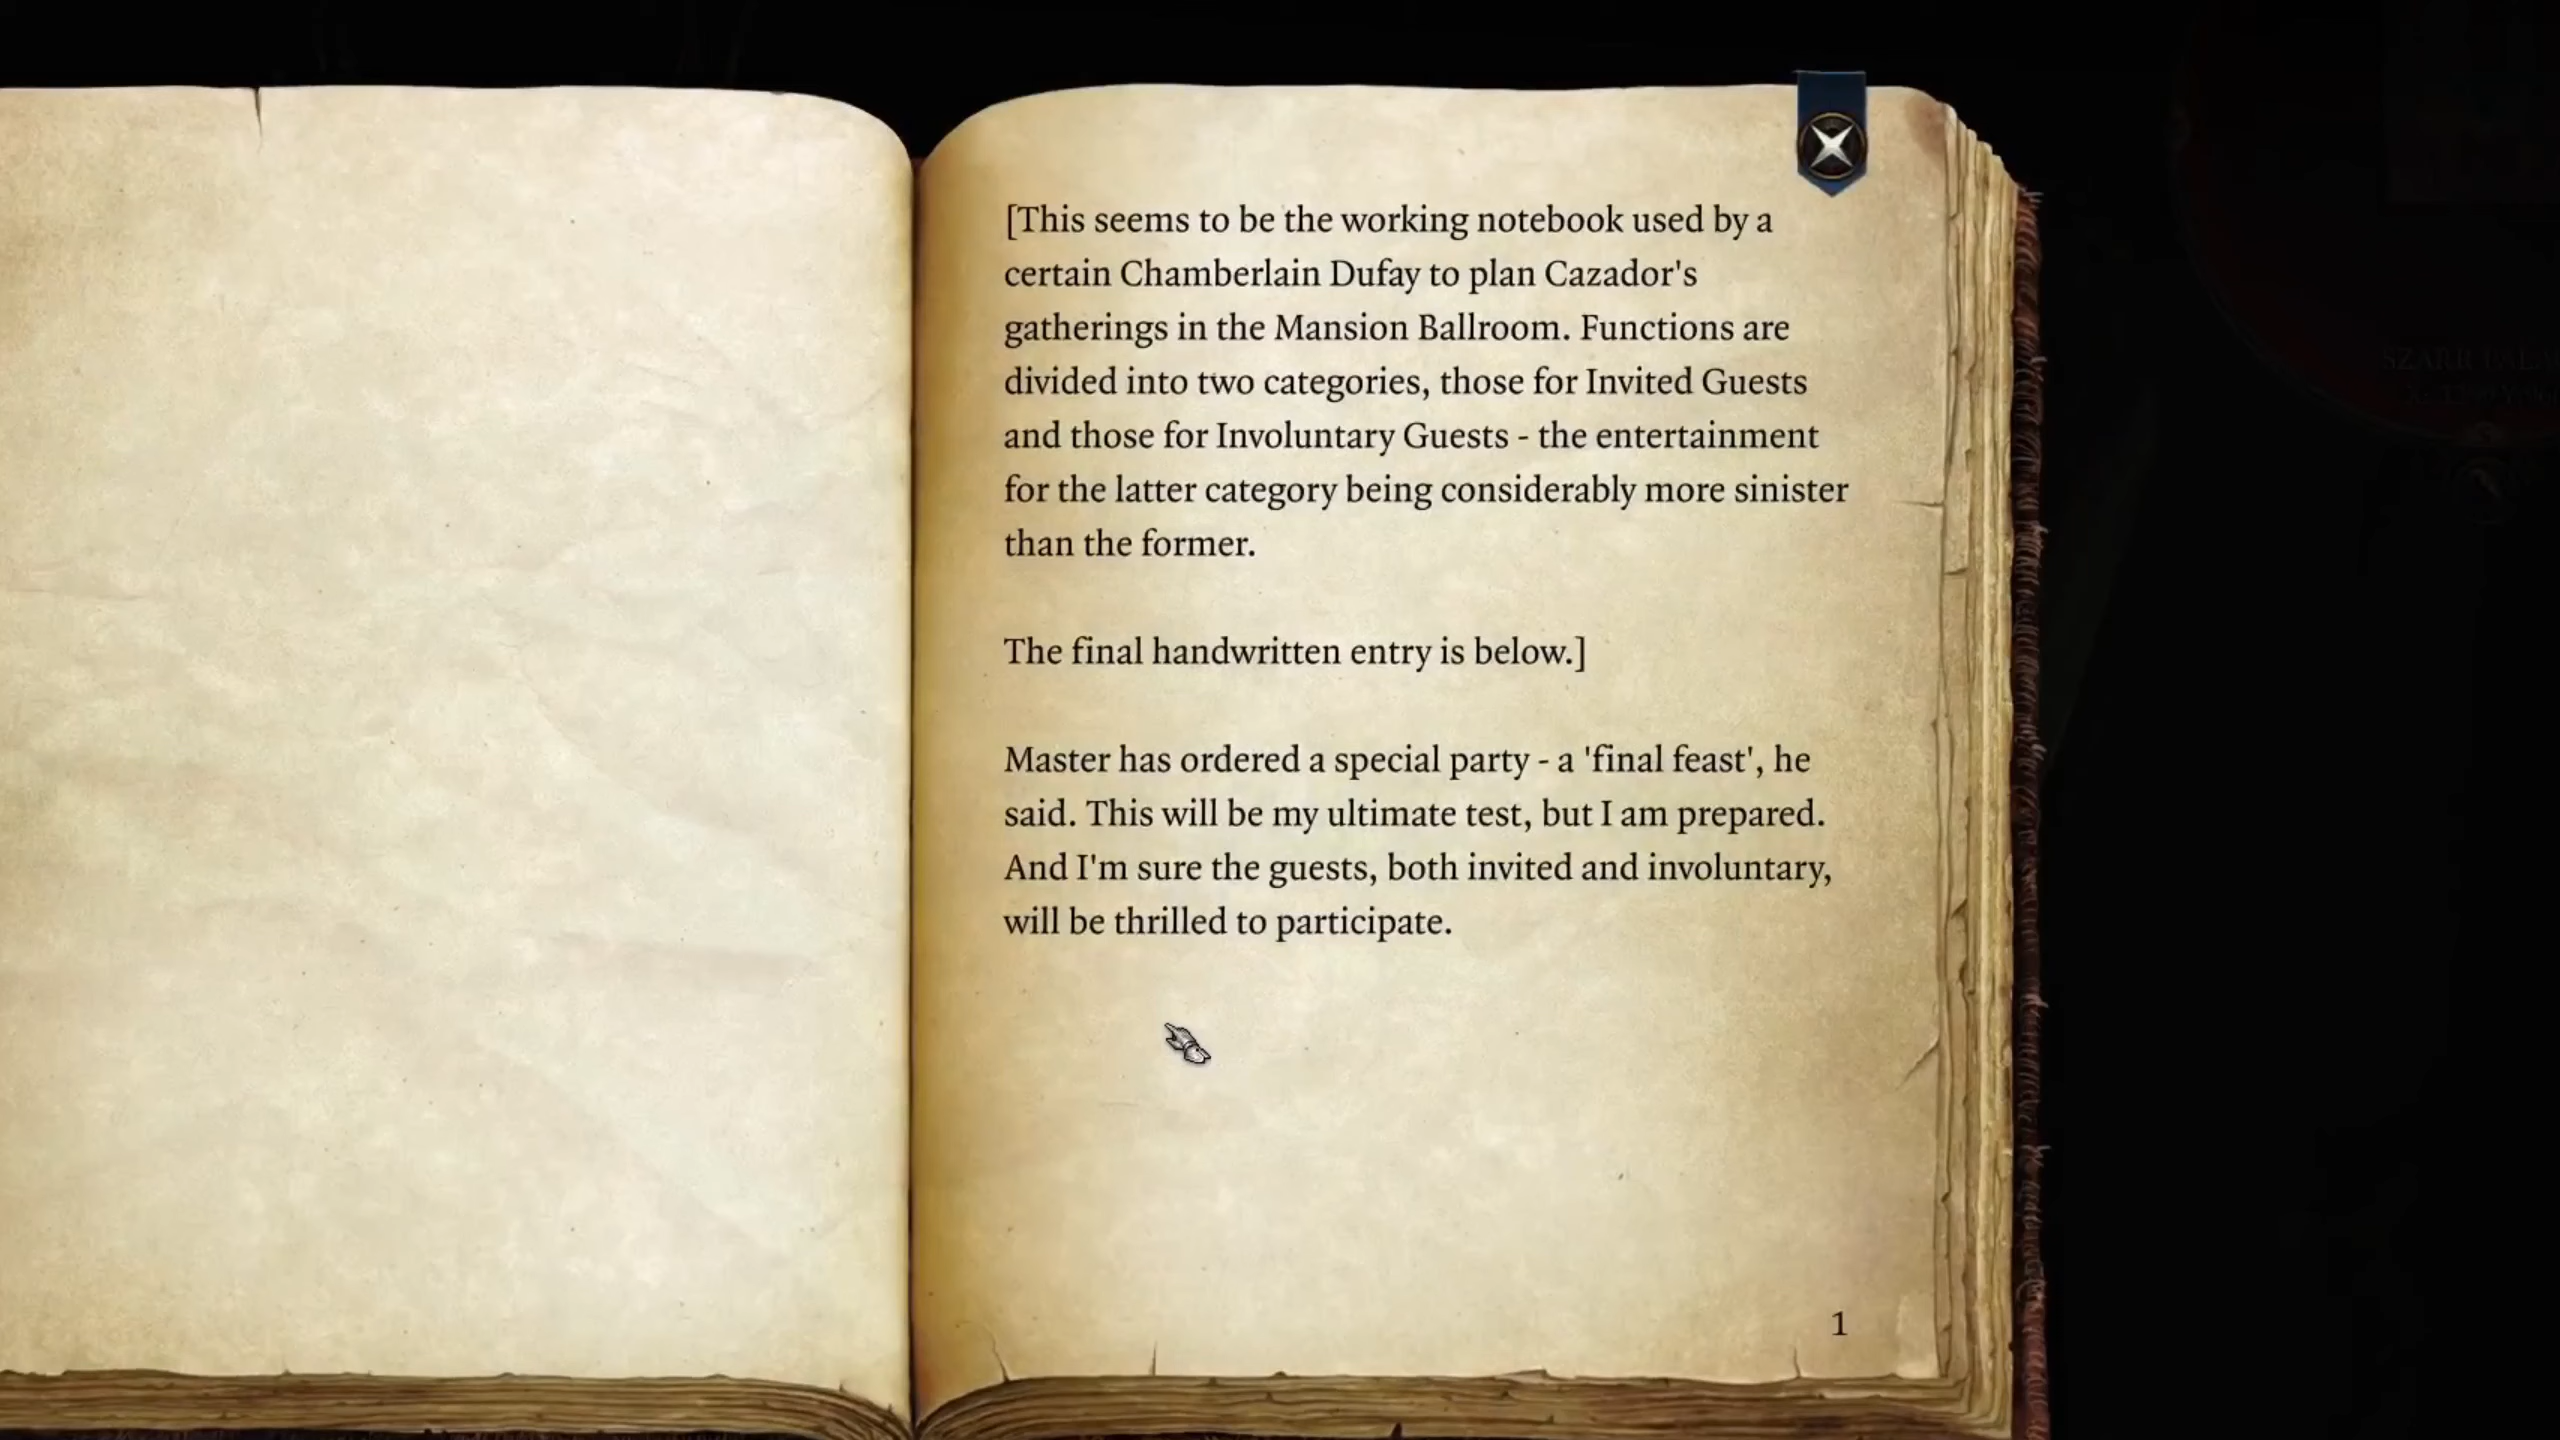 [This seems to be the working notebook used by a
certain Chamberlain Dufay to plan Cazador's
gatherings in the Mansion Ballroom. Functions are
divided into two categories, those for Invited Guests
and those for Involuntary Guests - the entertainment
for the latter category being considerably more sinister
than the former.
The final handwritten entry is below.]
Master has ordered a special party - a 'final feast', he
said. This will be my ultimate test, but I am prepared.
And I'm sure the guests, both invited and involuntary,
will be thrilled to participate.
1
SZARR